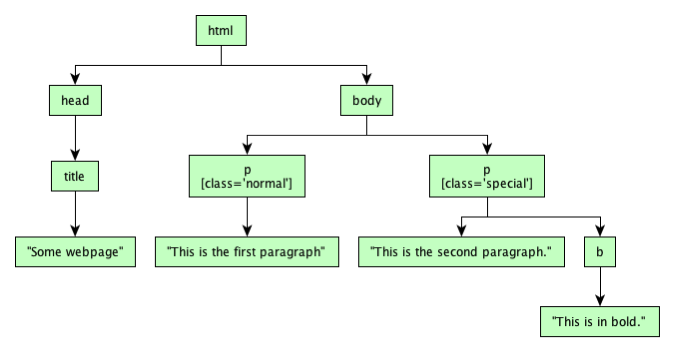 html
head
body
title
p
[class='normal']
p
[class='special']
"Some webpage"
"This is the first paragraph"
"This is the second paragraph."
b
"This is in bold."